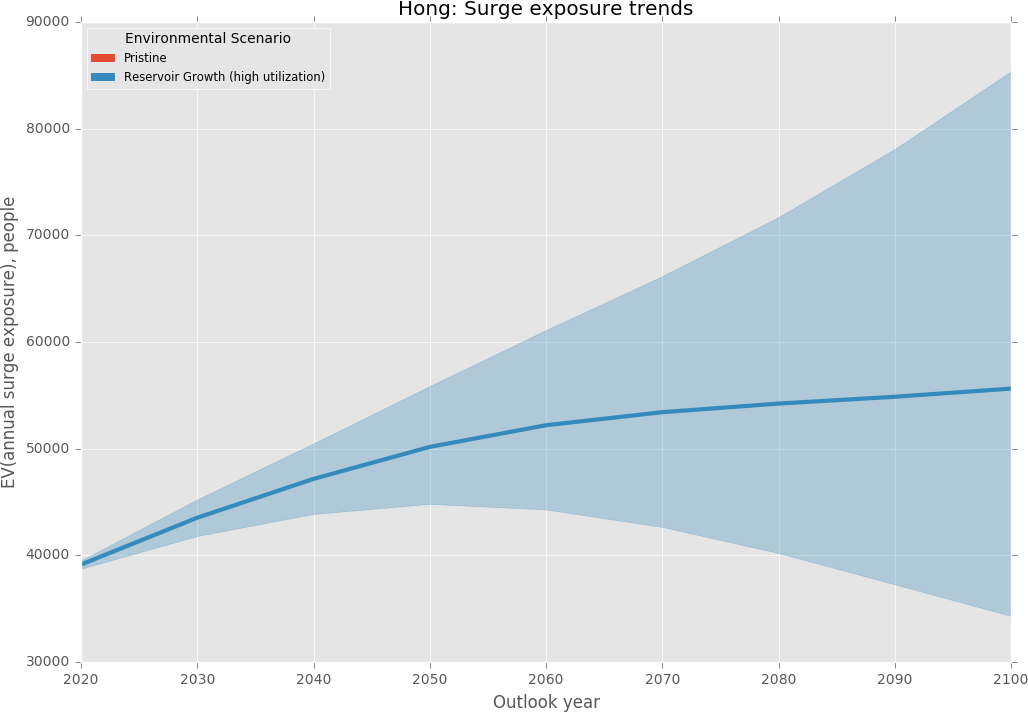 Hong: Surge exposure trends
90000
80000
70000
60000
50000
40000
30000
EV(annual surge exposure), people
Environmental Scenario
Pristine
Reservoir Growth (high utilization)
2020 2030 2040 2050 2060 2070 2080 2090 2100
Outlook year